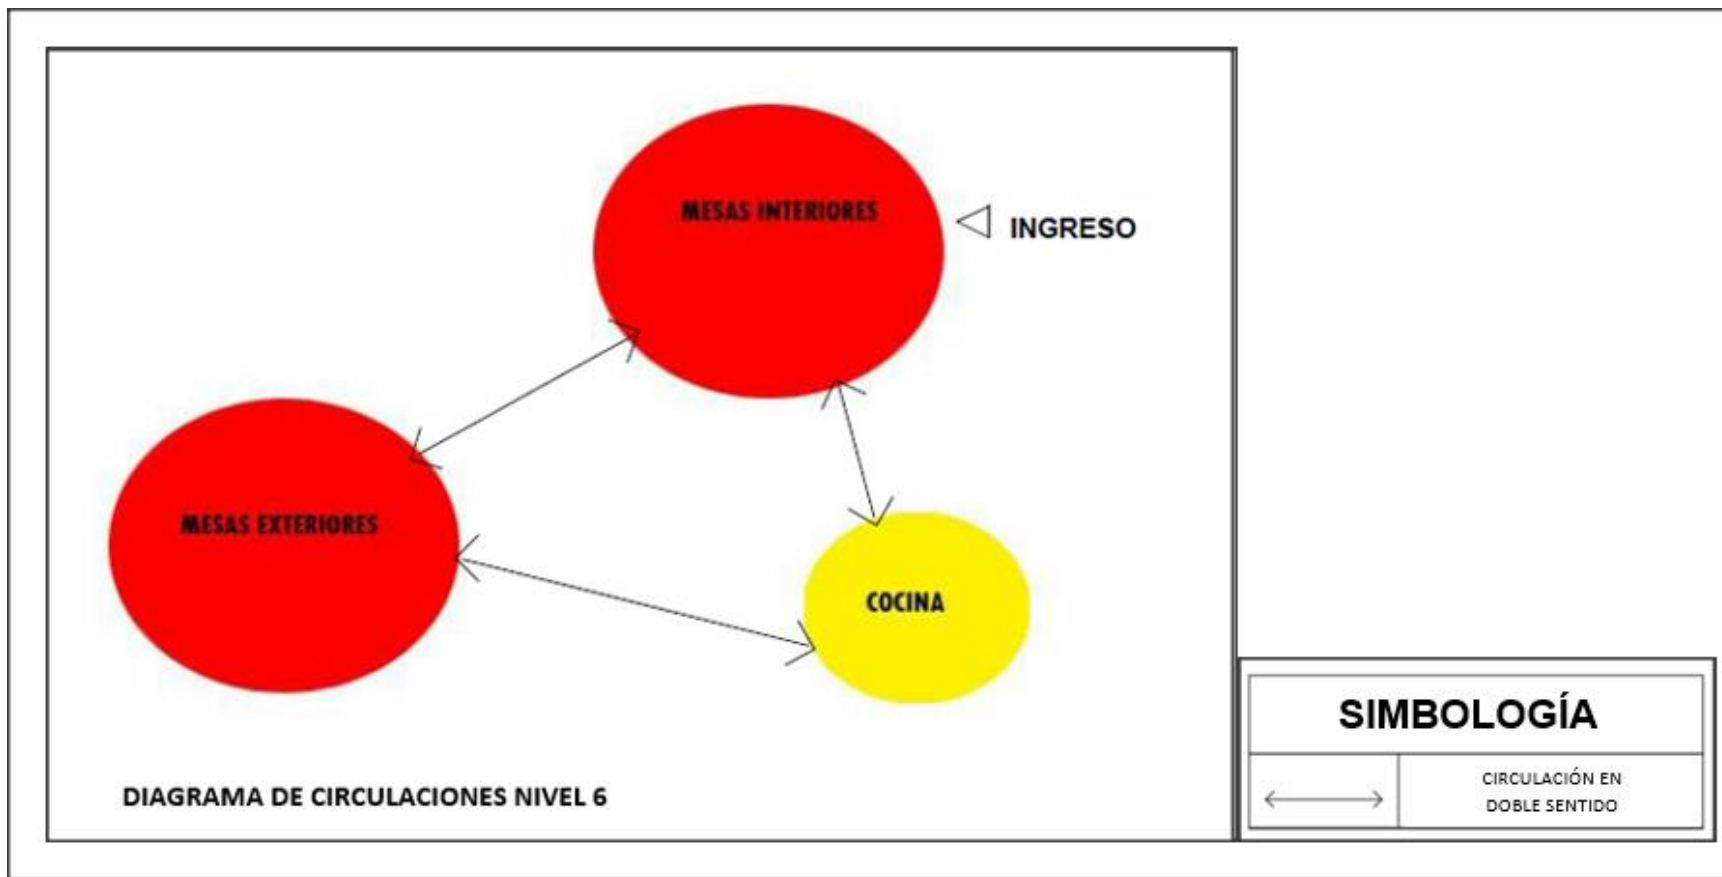 MESAS INTERIORES
INGRESO
MESAS EXTERIORES
COCINA
DIAGRAMA DE CIRCULACIONES NIVEL 6
SIMBOLOGÍA
CIRCULACIÓN EN
DOBLE SENTIDO